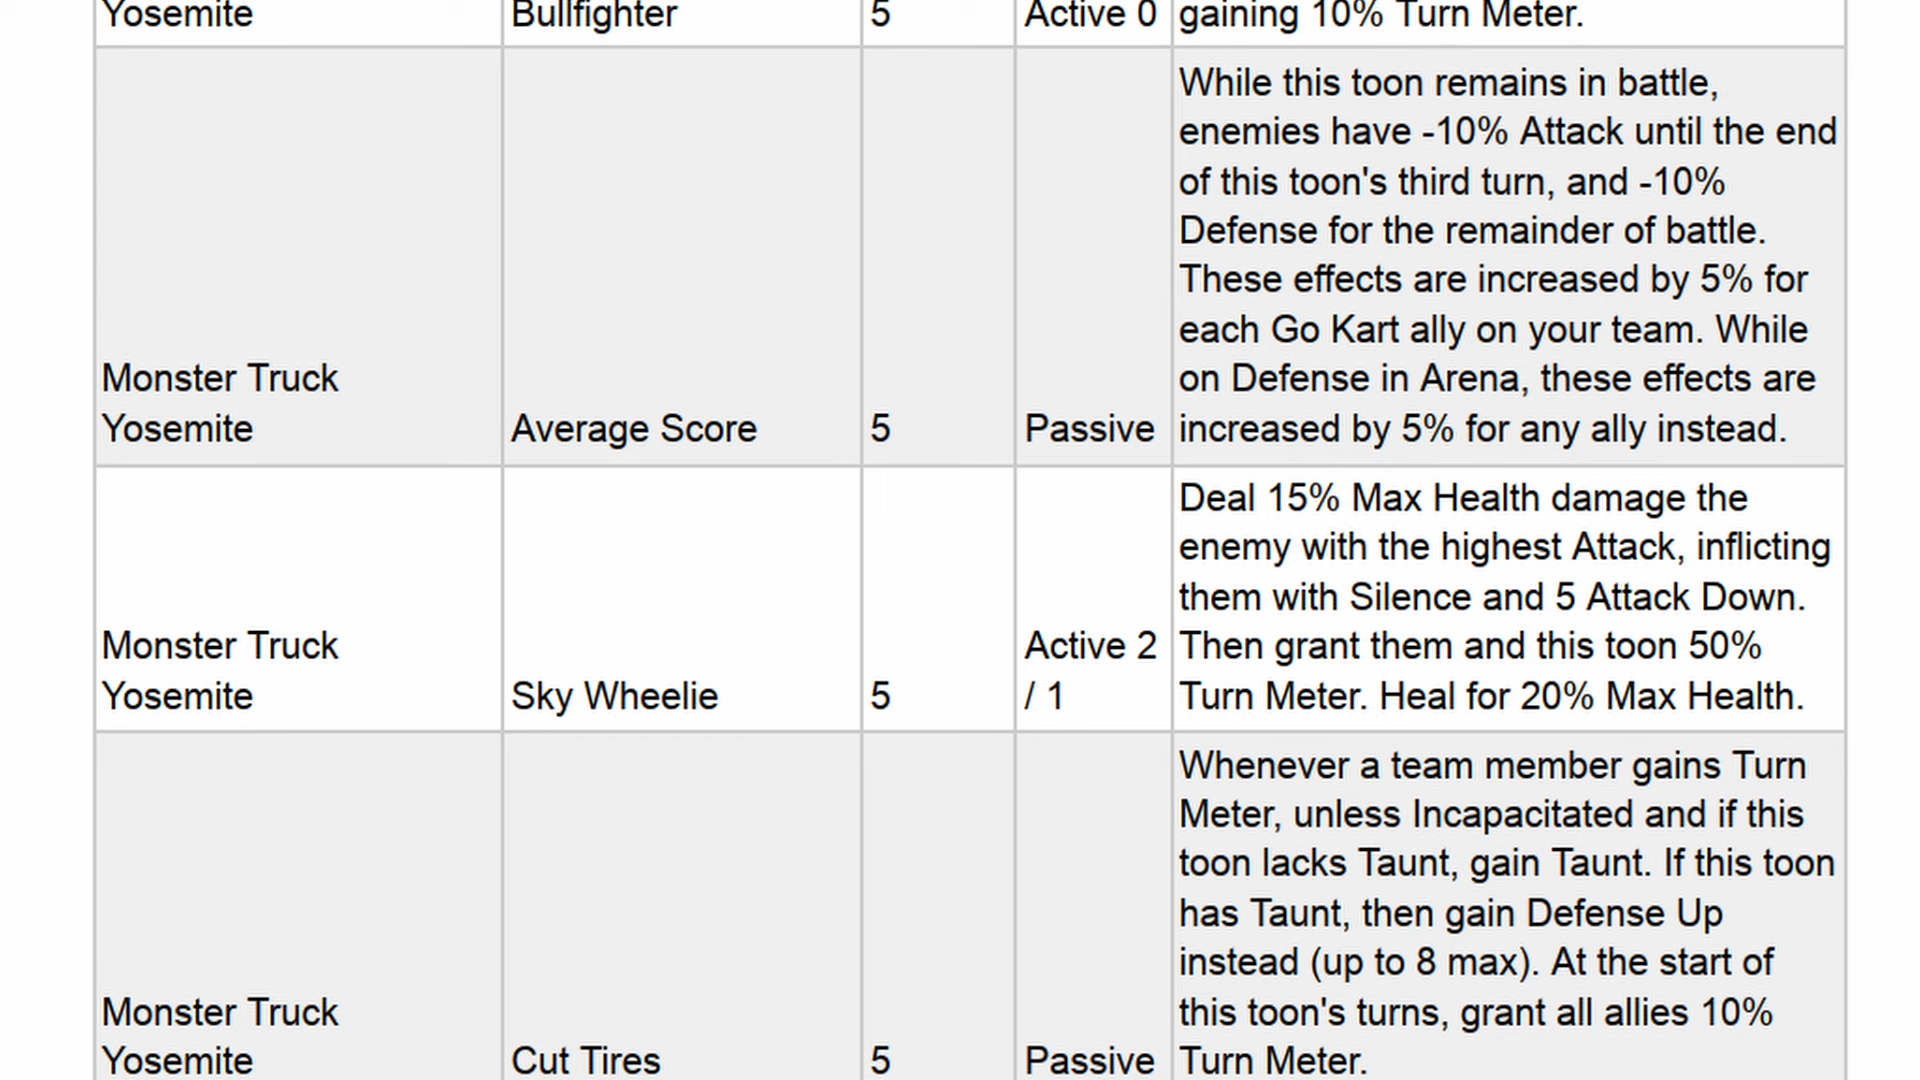 Yosemite Bullfighter 5 Active 0 gaining 10% Turn Meter.
While this toon remains in battle,
enemies have -10% Attack until the end
of this toon's third turn, and -10%
Defense for the remainder of battle.
These effects are increased by 5% for
each Go Kart ally on your team. While
Monster Truck on Defense in Arena, these effects are
Yosemite Average Score 5 Passive increased by 5% for any ally instead.
Deal 15% Max Health damage the
enemy with the highest Attack, inflicting
them with Silence and 5 Attack Down.
Monster Truck Active 2 Then grant them and this toon 50%
Yosemite Sky Wheelie 5 / 1 Turn Meter. Heal for 20% Max Health.
Whenever a team member gains Turn
Meter, unless Incapacitated and if this
toon lacks Taunt, gain Taunt. If this toon
has Taunt, then gain Defense Up
instead (up to 8 max). At the start of
Monster Truck this toon's turns, grant all allies 10%
Yosemite Cut Tires 5 Passive Turn Meter.